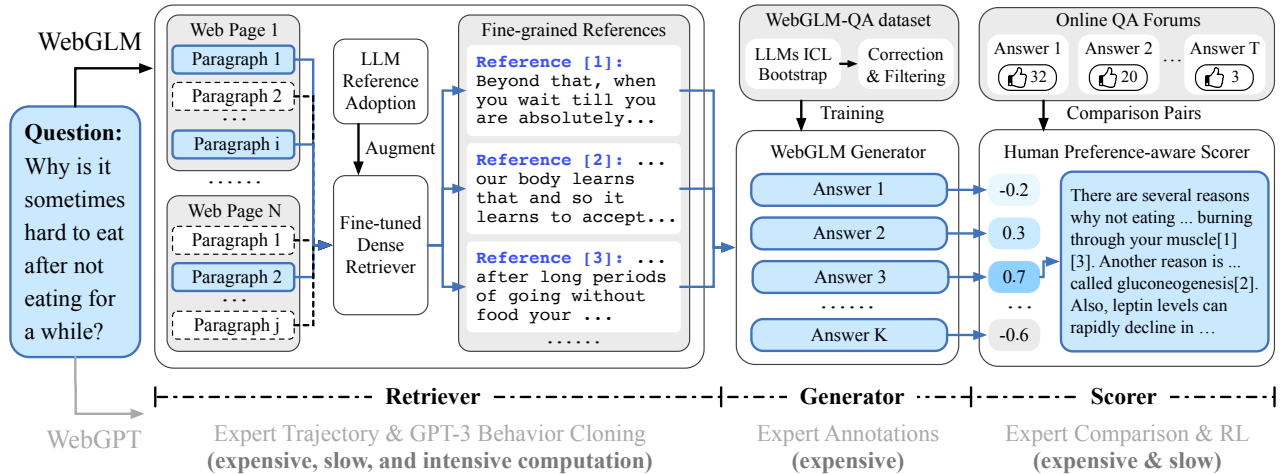 WebGLM
Question:
Why is it
sometimes
hard to eat
after not
eating for
a while?
WebGPT
Web Page 1
Paragraph 1
Paragraph 2
...
Paragraph i
......
Web Page N
Paragraph 1
Paragraph 2
...
Paragraph j
LLM
Reference
Adoption
Augment
Fine-tuned
Dense
Retriever
Fine-grained References
Reference [1]:
Beyond that, when
you wait till you
are absolutely...
Reference [2]: ...
our body learns
that and so it
learns to accept...
Reference [3]: ...
after long periods
of going without
food your ...
......
WebGLM-QA dataset
LLMs ICL
Bootstrap
Correction
& Filtering
Training
WebGLM Generator
Answer 1
Answer 2
Answer 3
......
Answer K
Online QA Forums
Answer 1
32
Answer 2
20
...
Answer T
3
Comparison Pairs
Human Preference-aware Scorer
-0.2
0.3
0.7
...
-0.6
There are several reasons
why not eating ... burning
through your muscle[1]
[3]. Another reason is ...
called gluconeogenesis[2].
Also, leptin levels can
rapidly decline in ...
Retriever
Generator
Scorer
Expert Trajectory & GPT-3 Behavior Cloning
(expensive, slow, and intensive computation)
Expert Annotations
(expensive)
Expert Comparison & RL
(expensive & slow)